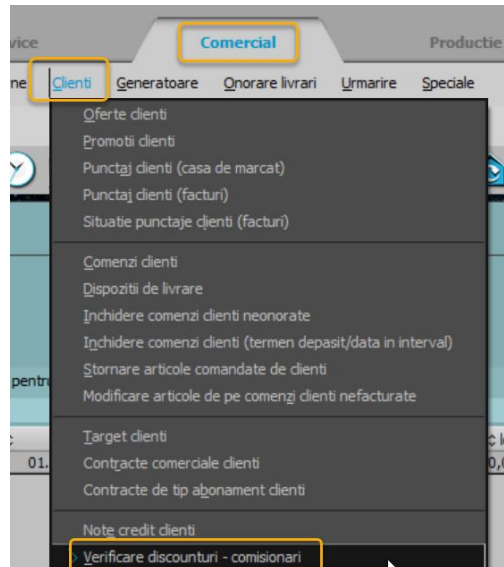 vice Comercial Productie
ne Clienti Generatoare Onorare livrari Urmarire Speciale
Oferte clienti
Promotii clienti
Punctaj clienti (casa de marcat)
Punctaj clienti (facturi)
Situatie punctaje clienti (facturi)
Comenzi clienti
Dispozitii de livrare
Inchidere comenzi clienti neonorate
Inchidere comenzi clienti (termen depasit/data in interval)
Stornare articole comandate de clienti
pentru
Modificare articole de pe comenzi clienti nefacturate
Target clienti
01.
Contracte comerciale clienti
Contracte de tip abonament clienti
Note credit clienti
Verificare discounturi - comisionari